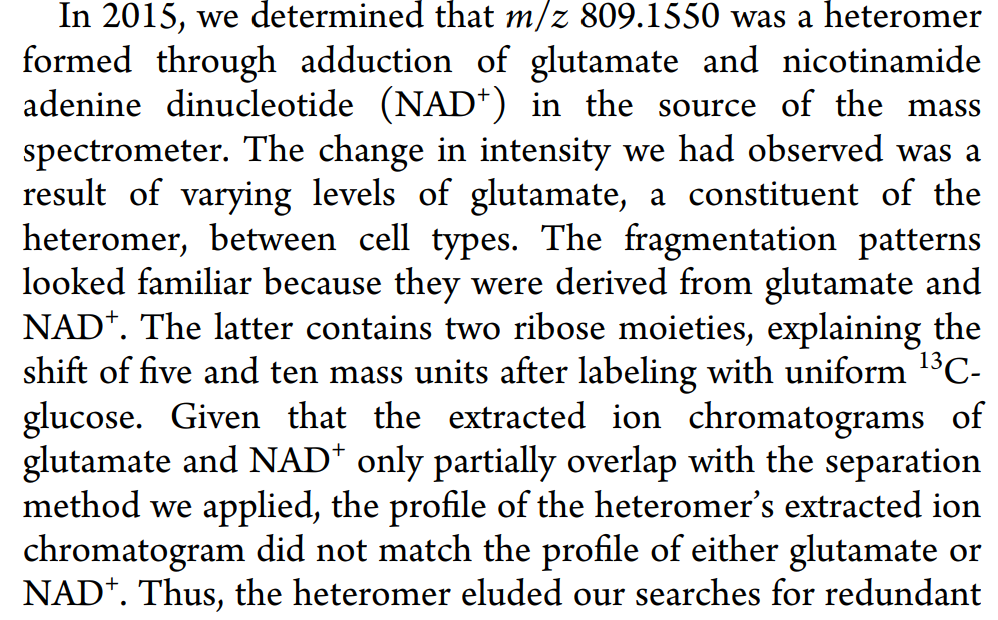 In 2015, we determined that m/z 809.1550 was a heteromer
formed through adduction of glutamate and nicotinamide
adenine dinucleotide (NAD⁺) in the source of the mass
spectrometer. The change in intensity we had observed was a
result of varying levels of glutamate, a constituent of the
heteromer, between cell types. The fragmentation patterns
looked familiar because they were derived from glutamate and
NAD⁺. The latter contains two ribose moieties, explaining the
shift of five and ten mass units after labeling with uniform ¹³C-
glucose. Given that the extracted ion chromatograms of
glutamate and NAD⁺ only partially overlap with the separation
method we applied, the profile of the heteromer's extracted ion
chromatogram did not match the profile of either glutamate or
NAD⁺. Thus, the heteromer eluded our searches for redundant